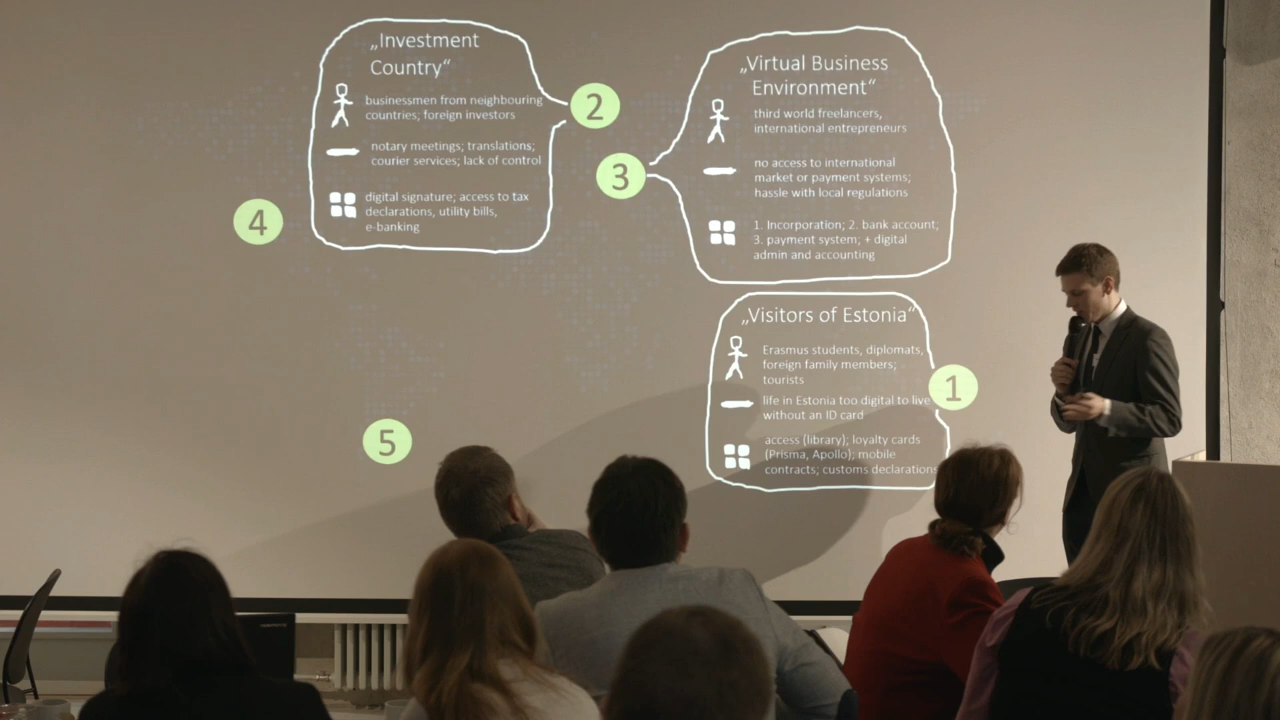 „Investment
Country“
businessmen from neighbouring
countries; foreign investors
notary meetings; translations;
courier services; lack of control
digital signature; access to tax
declarations, utility bills,
e-banking
2
„Virtual Business
Environment“
third world freelancers,
international entrepreneurs
no access to international
market or payment systems;
hassle with local regulations
1. Incorporation; 2. bank account;
3. payment system; + digital
admin and accounting
3
4
„Visitors of Estonia“
Erasmus students, diplomats,
foreign family members;
tourists
life in Estonia too digital to live
without an ID card
access (library); loyalty cards
(Prisma, Apollo); mobile
contracts; customs declarations
1
5